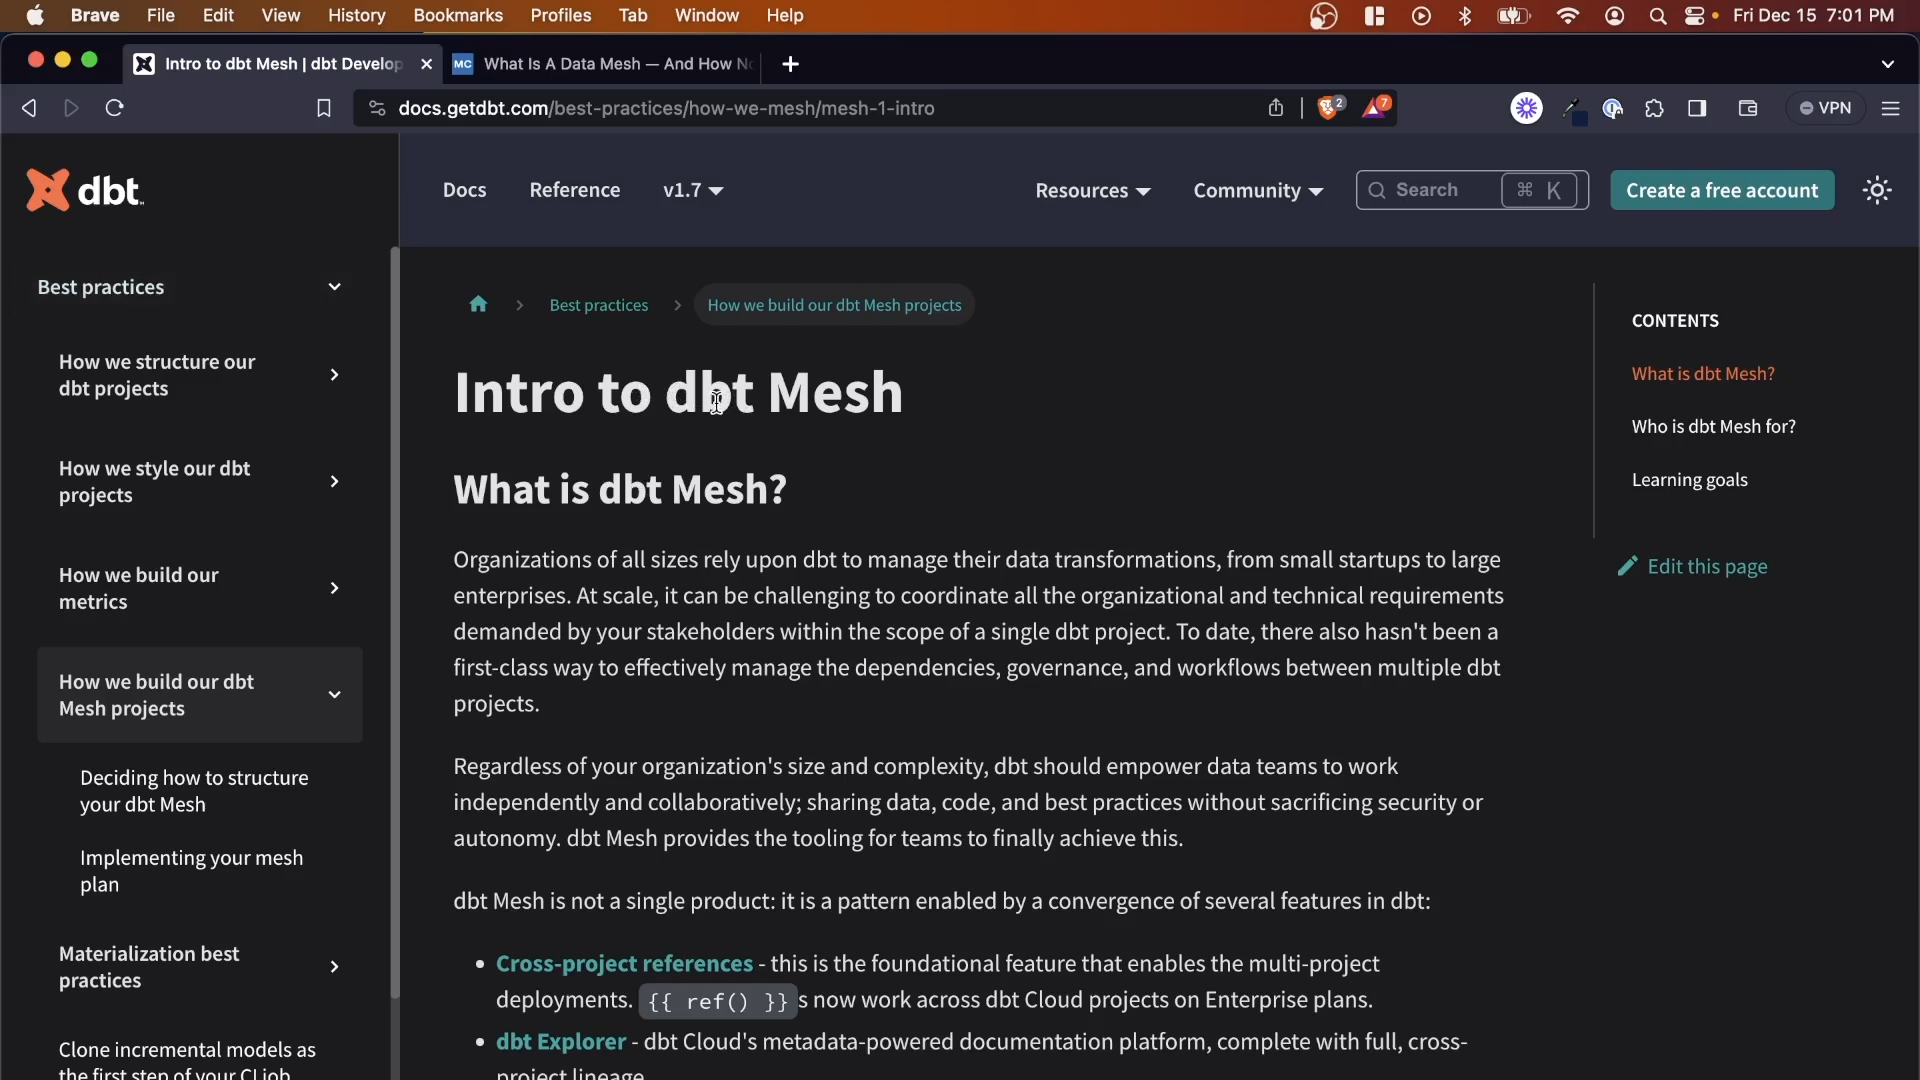 Brave File Edit View History Bookmarks Profiles Tab Window Help Fri Dec 15 7:01 PM
Intro to dbt Mesh | dbt Develop
MC What Is A Data Mesh — And How No
docs.getdbt.com/best-practices/how-we-mesh/mesh-1-intro
2
7
VPN
dbt
Docs Reference v1.7 Resources Community Search ⌘ K Create a free account
Best practices
How we structure our
dbt projects
How we style our dbt
projects
How we build our
metrics
How we build our dbt
Mesh projects
Deciding how to structure
your dbt Mesh
Implementing your mesh
plan
Materialization best
practices
Clone incremental models as
the first step of your CI job
Best practices > How we build our dbt Mesh projects
Intro to dbt Mesh
What is dbt Mesh?
Organizations of all sizes rely upon dbt to manage their data transformations, from small startups to large
enterprises. At scale, it can be challenging to coordinate all the organizational and technical requirements
demanded by your stakeholders within the scope of a single dbt project. To date, there also hasn't been a
first-class way to effectively manage the dependencies, governance, and workflows between multiple dbt
projects.
Regardless of your organization's size and complexity, dbt should empower data teams to work
independently and collaboratively; sharing data, code, and best practices without sacrificing security or
autonomy. dbt Mesh provides the tooling for teams to finally achieve this.
dbt Mesh is not a single product: it is a pattern enabled by a convergence of several features in dbt:
• Cross-project references - this is the foundational feature that enables the multi-project
deployments. {{ ref() }}s now work across dbt Cloud projects on Enterprise plans.
• dbt Explorer - dbt Cloud's metadata-powered documentation platform, complete with full, cross-
project lineage.
CONTENTS
What is dbt Mesh?
Who is dbt Mesh for?
Learning goals
Edit this page